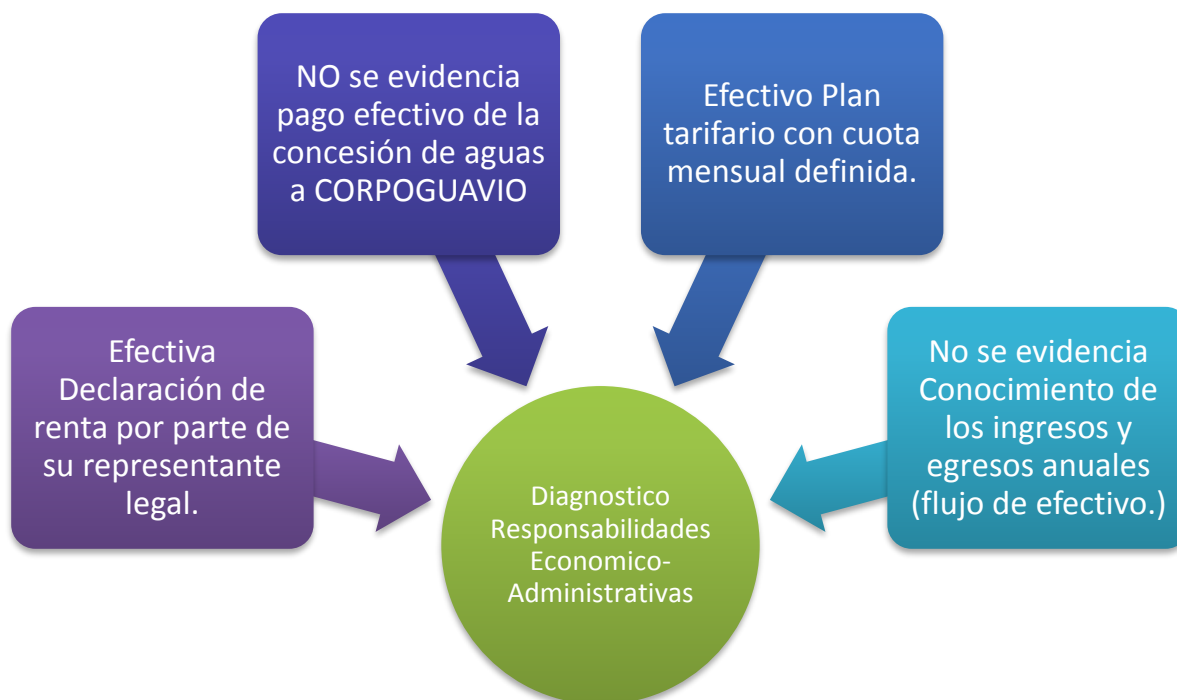 NO se evidencia
pago efectivo de la
concesión de aguas
a CORPOGUAVIO
Efectivo Plan
tarifario con cuota
mensual definida.
Efectiva
Declaración de
renta por parte de
su representante
legal.
No se evidencia
Conocimiento de
los ingresos y
egresos anuales
(flujo de efectivo.)
Diagnostico
Responsabilidades
Economico-
Administrativas